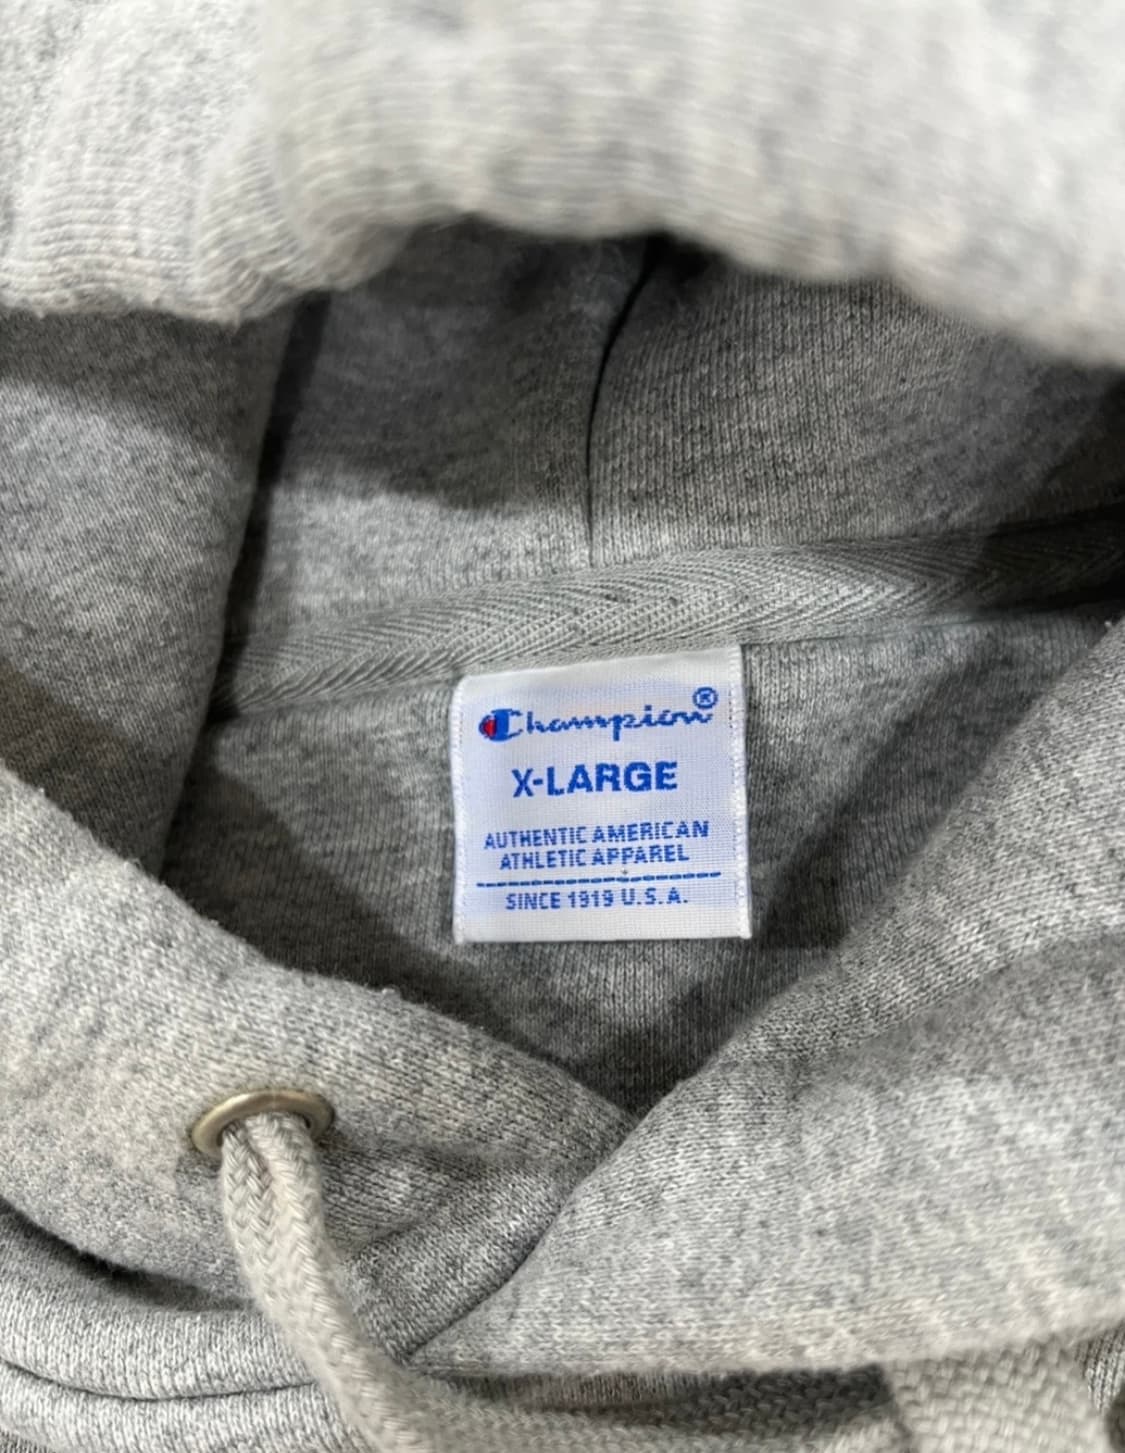 Champion®
X-LARGE
AUTHENTIC AMERICAN
ATHLETIC APPAREL
SINCE 1919 U.S.A.